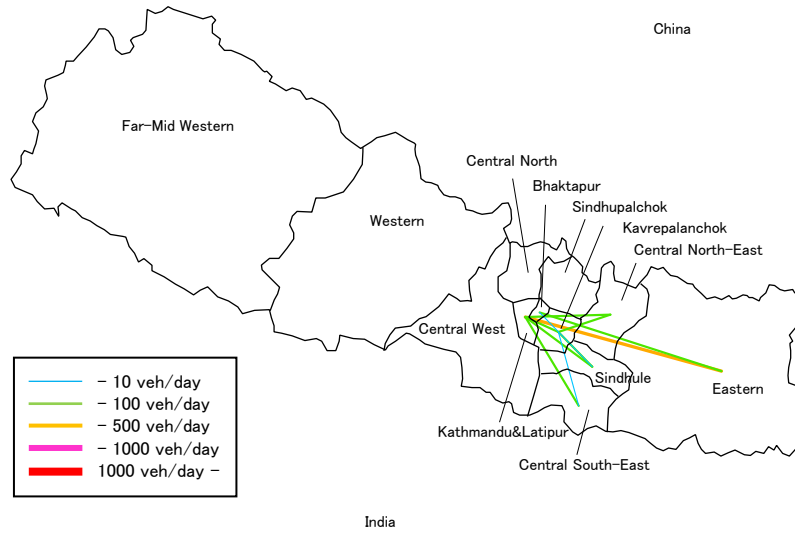 China
Far-Mid Western
Central North
Bhaktapur
Sindhupalchok
Western
Kavrepalanchok
Central North-East
Central West
- 10 veh/day
- 100 veh/day
- 500 veh/day
- 1000 veh/day
1000 veh/day -
Sindhule
Eastern
Kathmandu&Latipur
Central South-East
India